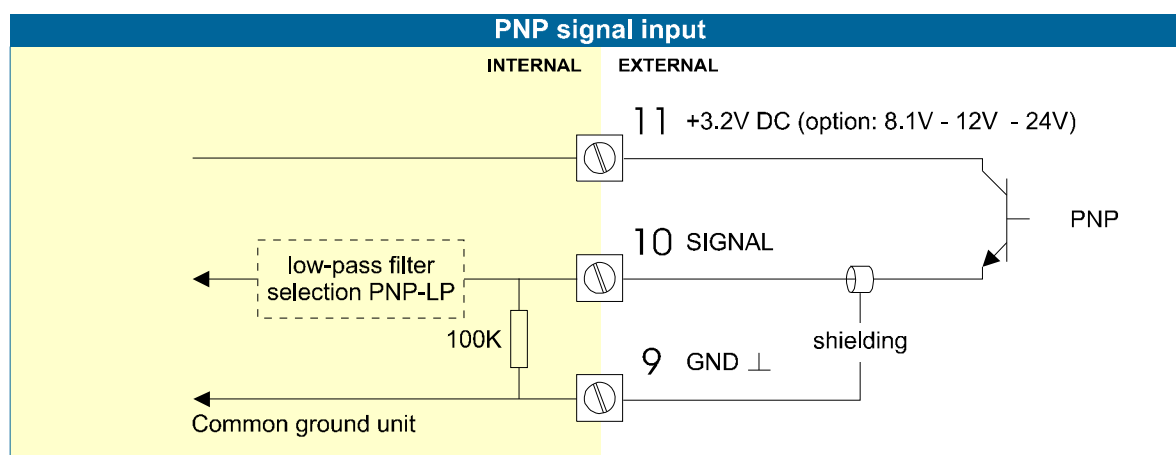 PNP signal input
INTERNAL EXTERNAL
11 +3.2V DC (option: 8.1V - 12V - 24V)
PNP
10 SIGNAL
low-pass filter
selection PNP-LP
100K
shielding
9 GND ⊥
Common ground unit